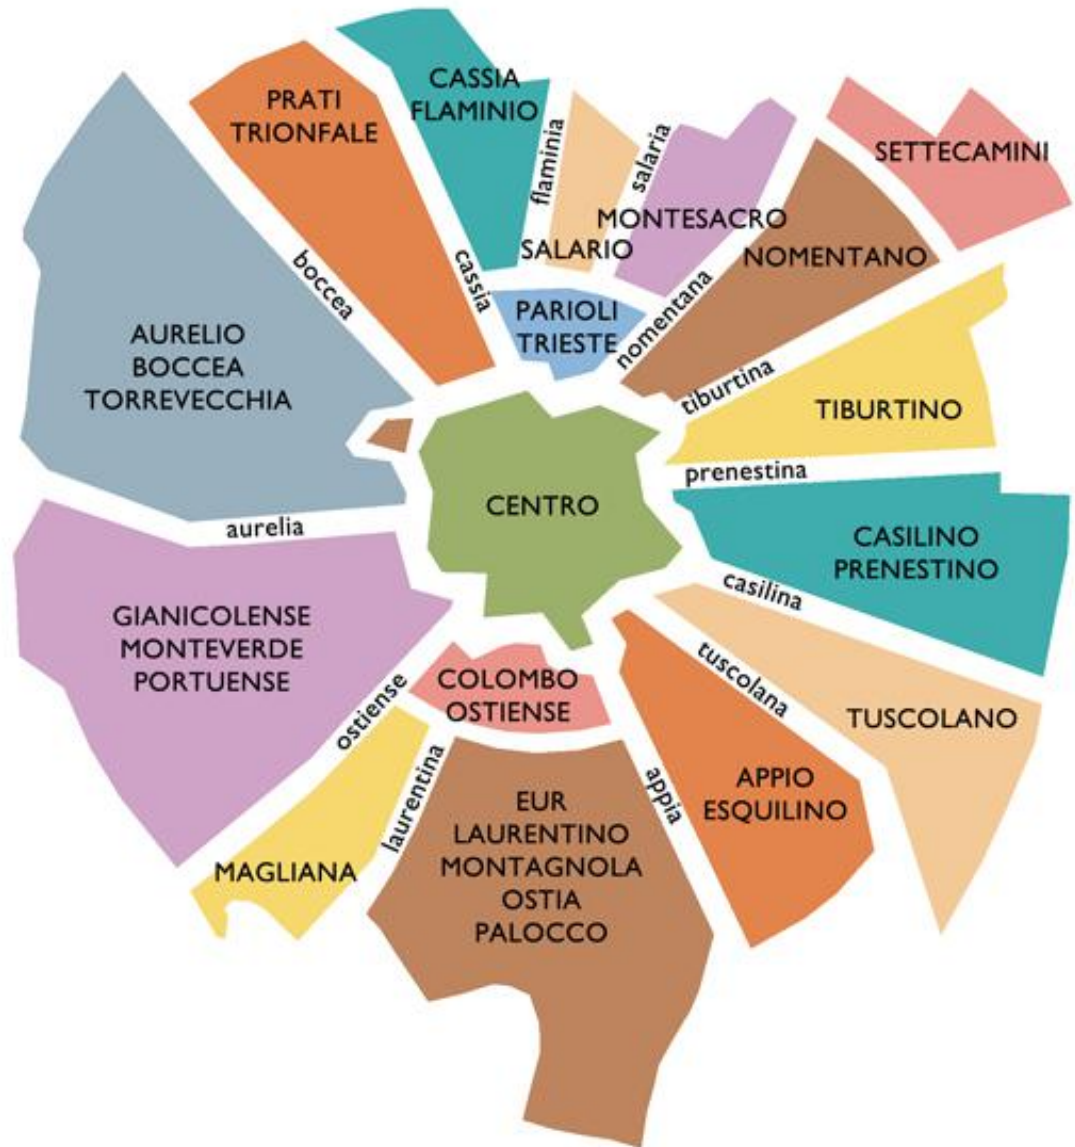 CASSIA
FLAMINIO
PRATI
TRIONFALE
flaminia
salaria
SETTECAMINI
MONTESACRO
SALARIO
NOMENTANO
boccea
cassia
PARIOLI
TRIESTE
nomentana
AURELIO
BOCCEA
TORREVECCHIA
tiburtina
TIBURTINO
prenestina
CENTRO
aurelia
CASILINO
PRENESTINO
casilina
GIANICOLENSE
MONTEVERDE
PORTUENSE
ostiense
COLOMBO
OSTIENSE
tuscolana
TUSCOLANO
laurentina
appia
APPIO
ESQUILINO
EUR
LAURENTINO
MONTAGNOLA
OSTIA
PALOCCO
MAGLIANA